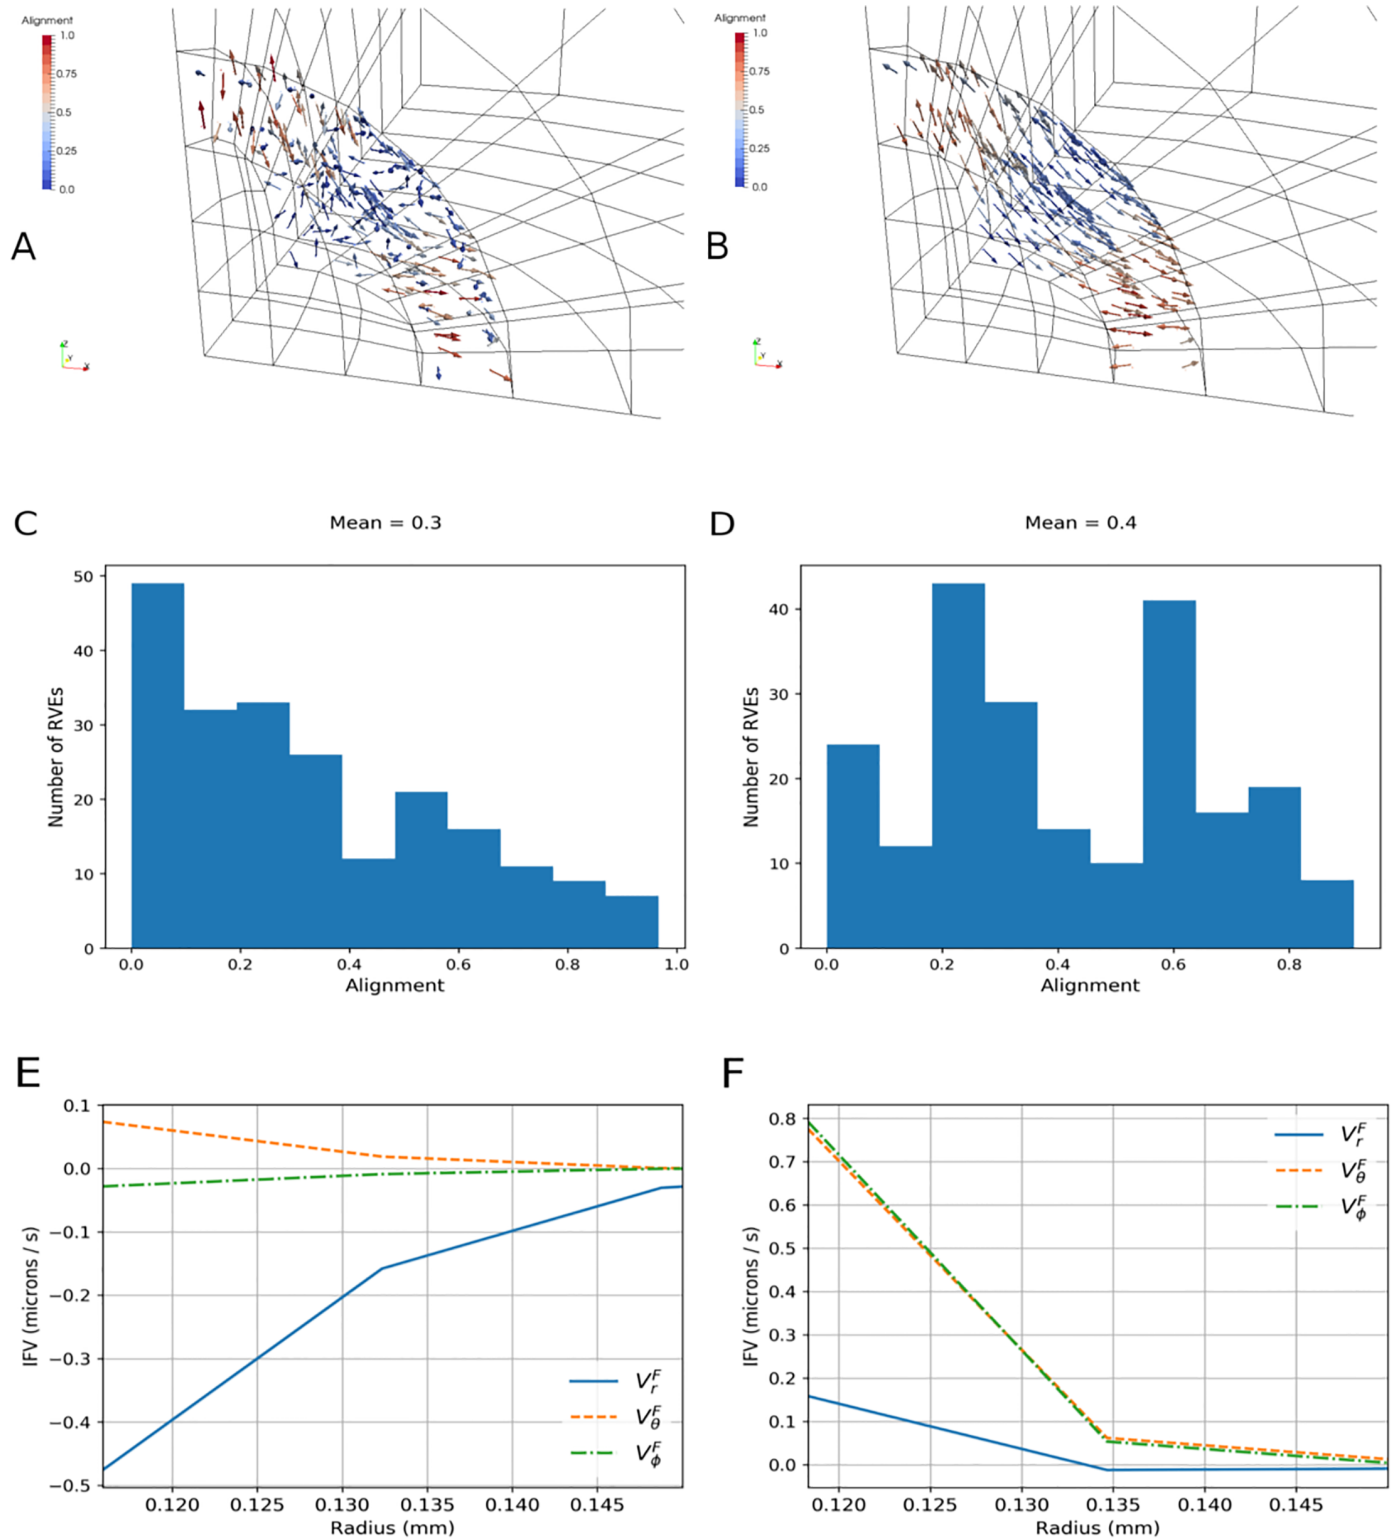 Alignment
1.0
0.75
0.5
0.25
0.0
A
Z
Y
X
Alignment
1.0
0.75
0.5
0.25
0.0
B
Z
Y
X
C
Mean = 0.3
50
40
30
20
10
0
Number of RVEs
0.0 0.2 0.4 0.6 0.8 1.0
Alignment
D
Mean = 0.4
40
30
20
10
0
Number of RVEs
0.0 0.2 0.4 0.6 0.8
Alignment
E
0.1
0.0
−0.1
−0.2
−0.3
−0.4
−0.5
IFV (microns / s)
V_r^F
V_θ^F
V_ϕ^F
0.120 0.125 0.130 0.135 0.140 0.145
Radius (mm)
F
0.8
0.7
0.6
0.5
0.4
0.3
0.2
0.1
0.0
IFV (microns / s)
V_r^F
V_θ^F
V_ϕ^F
0.120 0.125 0.130 0.135 0.140 0.145
Radius (mm)